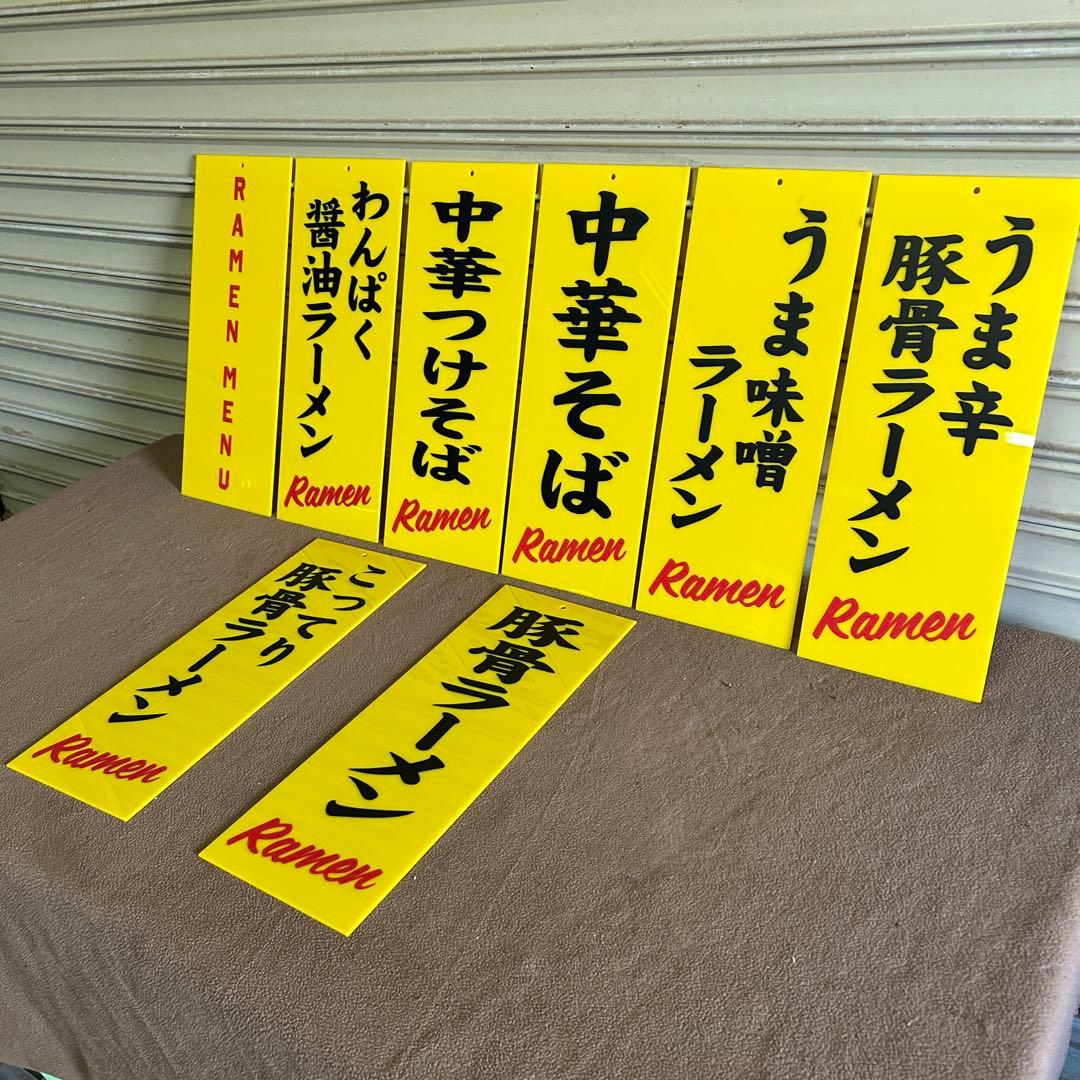 RAMEN MENU
わんぱく
醤油ラーメン
Ramen
中華つけそば
Ramen
中華そば
Ramen
うま味噌
ラーメン
Ramen
うま辛
豚骨ラーメン
Ramen
こってり
豚骨ラーメン
Ramen
豚骨ラーメン
Ramen